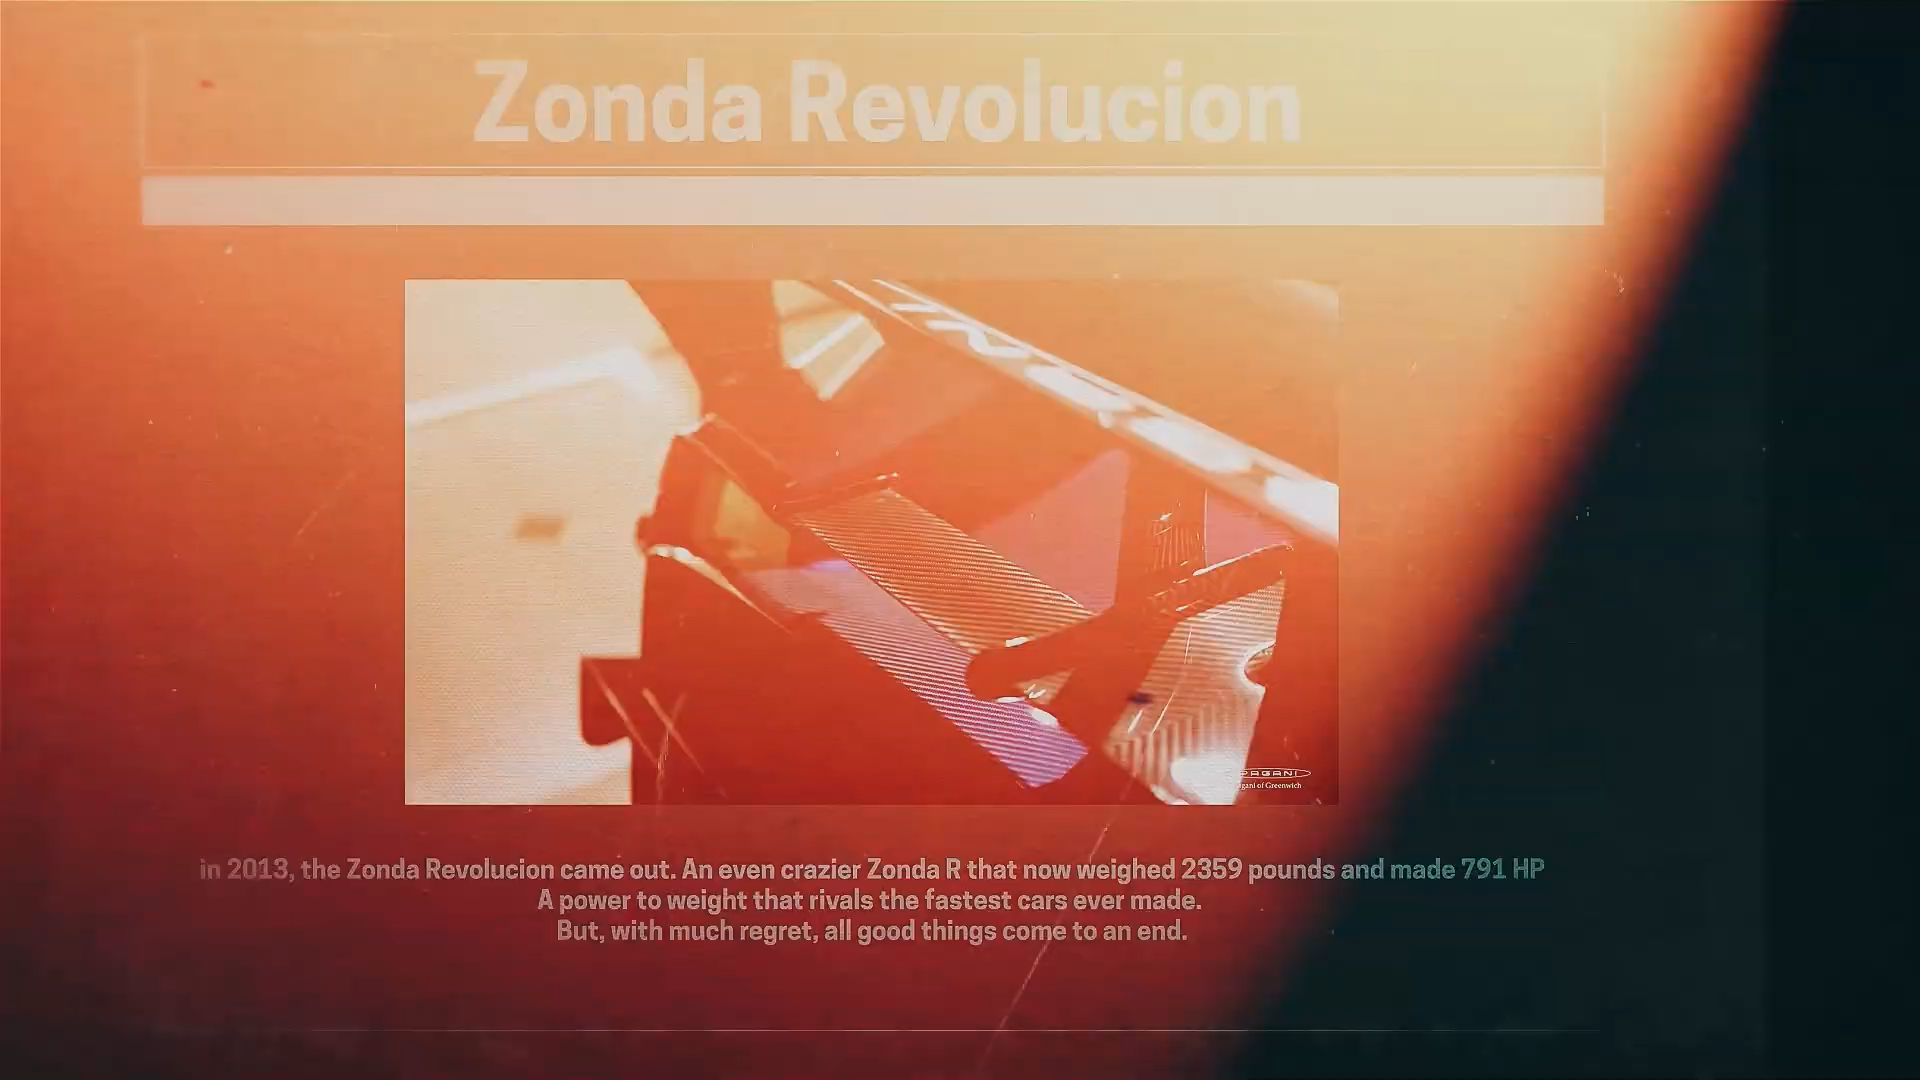 Zonda Revolucion
PAGANI
in 2013, the Zonda Revolucion came out. An even crazier Zonda R that now weighed 2359 pounds and made 791 HP
A power to weight that rivals the fastest cars ever made.
But, with much regret, all good things come to an end.